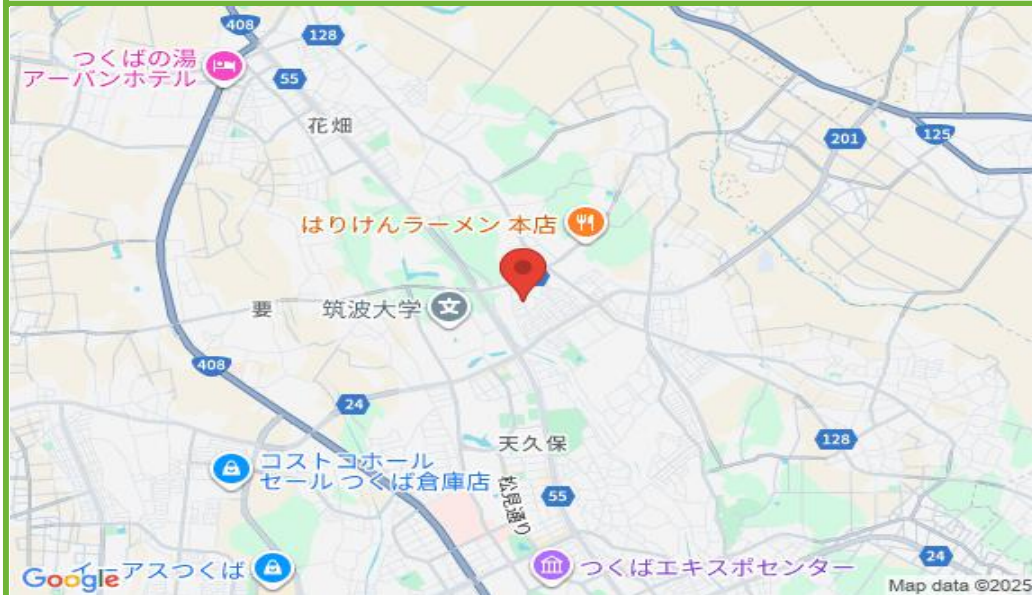 408
128
つくばの湯
アーバンホテル
55
花畑
201
125
はりけんラーメン 本店
要
筑波大学
文
408
24
128
天久保
コストコホール
セール つくば倉庫店
松見通り
55
24
イーアスつくば
つくばエキスポセンター
Google
Map data ©2025